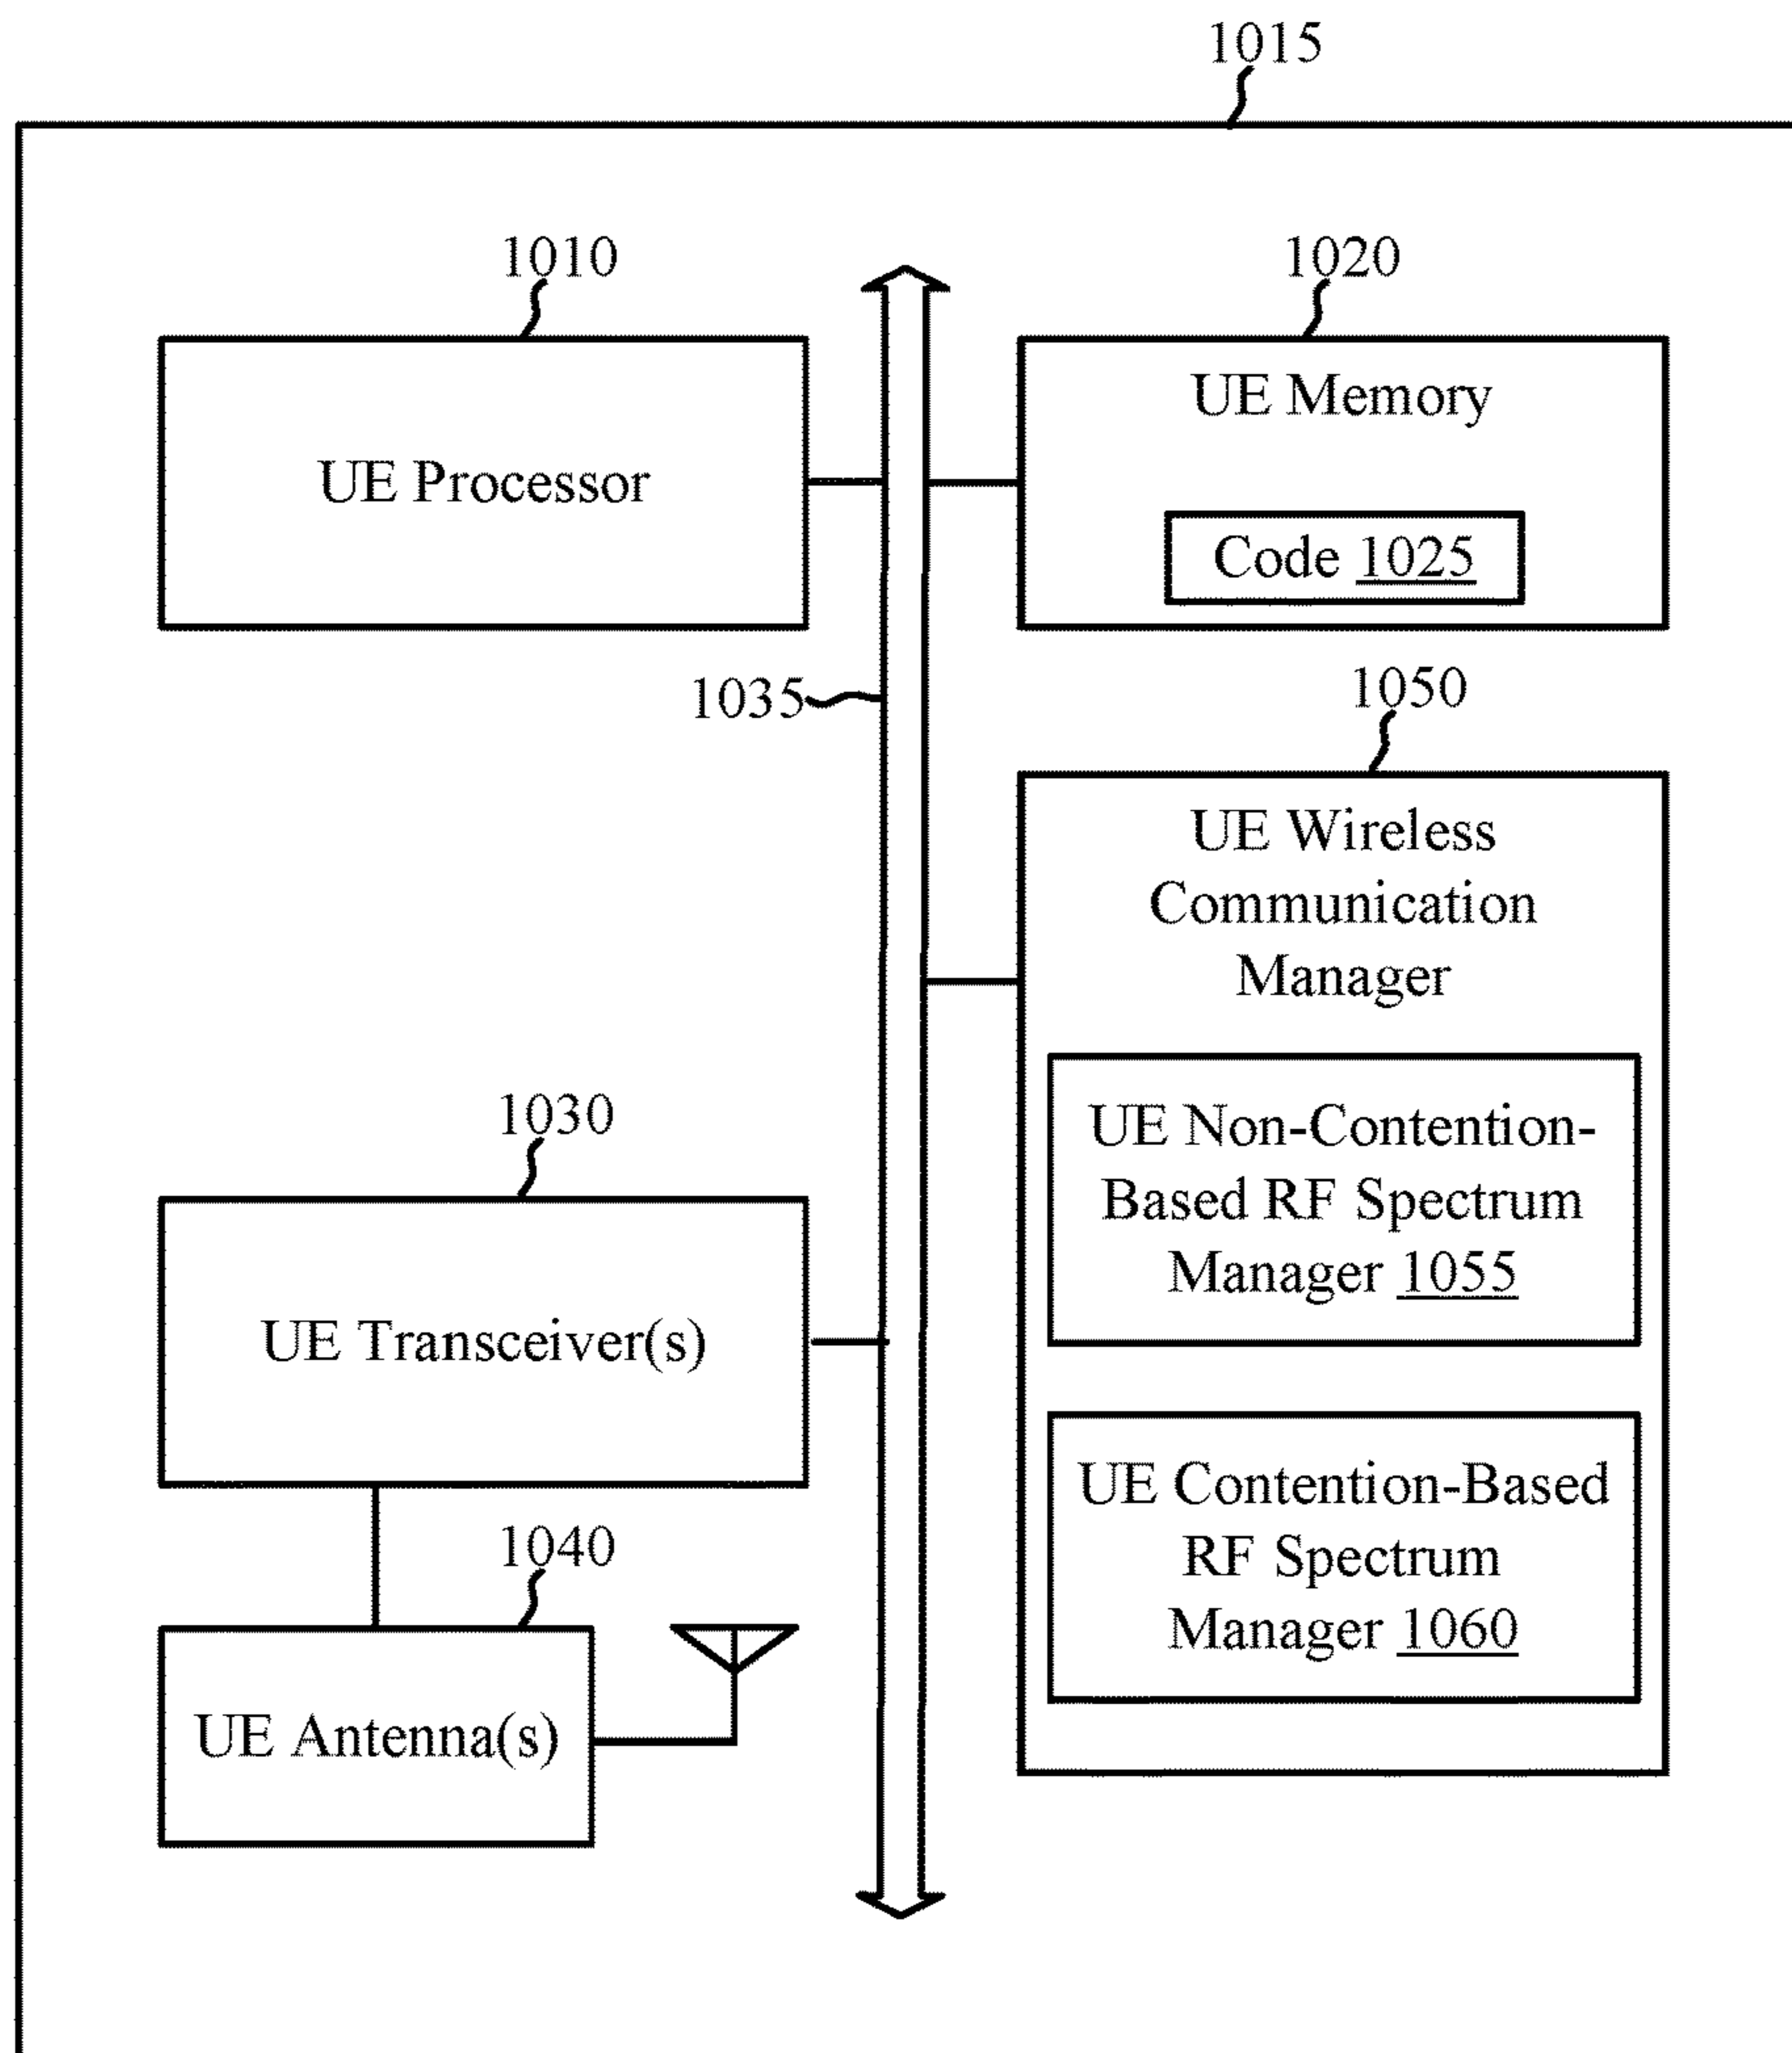 1015
1010
1020
UE Processor
UE Memory
Code 1025
1035
1050
UE Wireless
Communication
Manager
UE Non-Contention-
Based RF Spectrum
Manager 1055
1030
UE Transceiver(s)
UE Contention-Based
RF Spectrum
Manager 1060
1040
UE Antenna(s)